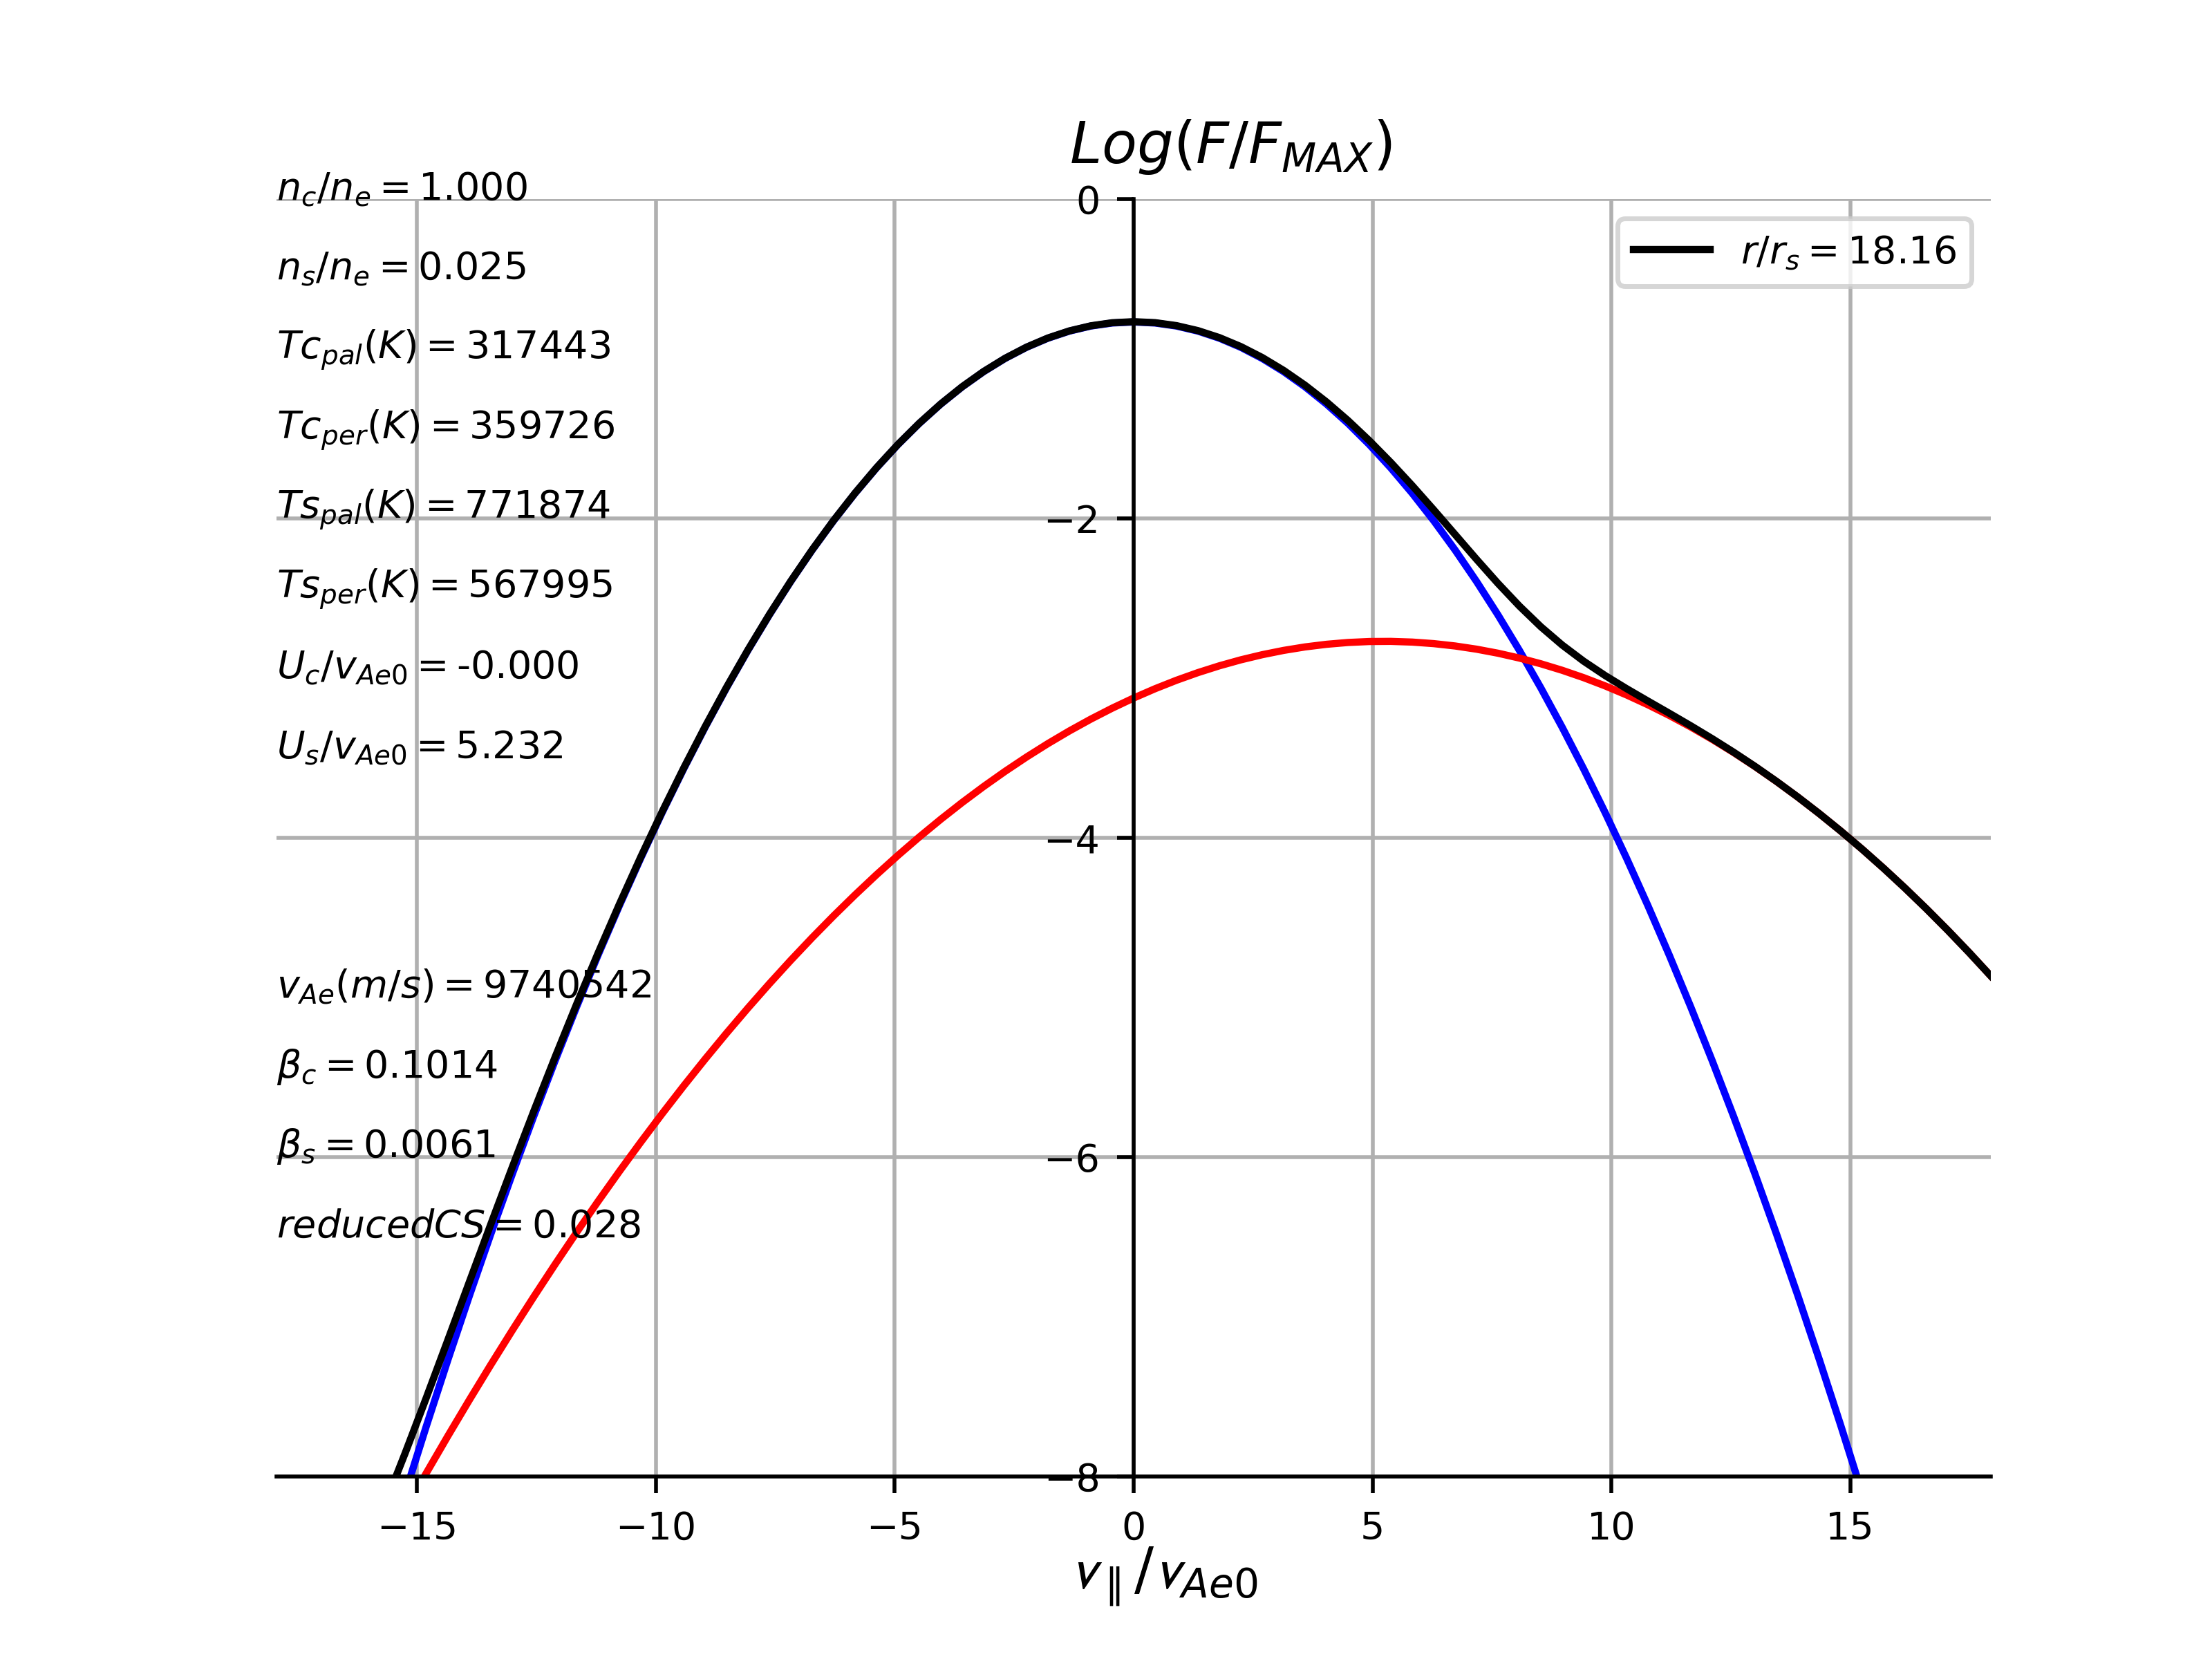 Log(F/F_MAX)
n_c/n_e = 1.000
n_s/n_e = 0.025
Tc_pal(K) = 317443
Tc_per(K) = 359726
Ts_pal(K) = 771874
Ts_per(K) = 567995
U_c/v_Ae0 = -0.000
U_s/v_Ae0 = 5.232
v_Ae(m/s) = 9740542
β_c = 0.1014
β_s = 0.0061
reducedCS = 0.028
r/r_s = 18.16
0
−2
−4
−6
−8
−15 −10 −5 0 5 10 15
v_∥/v_Ae0